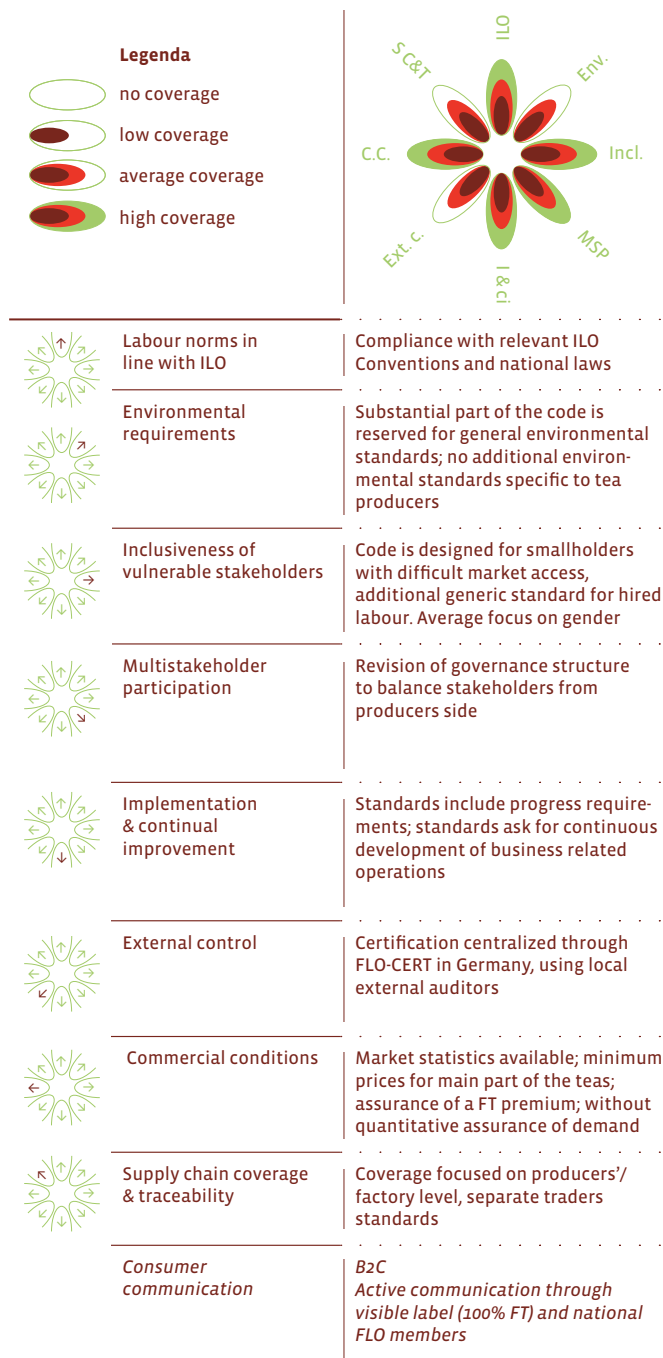 Legenda
no coverage
low coverage
average coverage
high coverage
ILO
Env.
Incl.
MSP
I & ci
Ext. c.
C.C.
S C&T
Labour norms in
line with ILO
Compliance with relevant ILO
Conventions and national laws
Environmental
requirements
Substantial part of the code is
reserved for general environmental
standards; no additional environ-
mental standards specific to tea
producers
Inclusiveness of
vulnerable stakeholders
Code is designed for smallholders
with difficult market access,
additional generic standard for hired
labour. Average focus on gender
Multistakeholder
participation
Revision of governance structure
to balance stakeholders from
producers side
Implementation
& continual
improvement
Standards include progress require-
ments; standards ask for continuous
development of business related
operations
External control
Certification centralized through
FLO-CERT in Germany, using local
external auditors
Commercial conditions
Market statistics available; minimum
prices for main part of the teas;
assurance of a FT premium; without
quantitative assurance of demand
Supply chain coverage
& traceability
Coverage focused on producers’/
factory level, separate traders
standards
Consumer
communication
B2C
Active communication through
visible label (100% FT) and national
FLO members